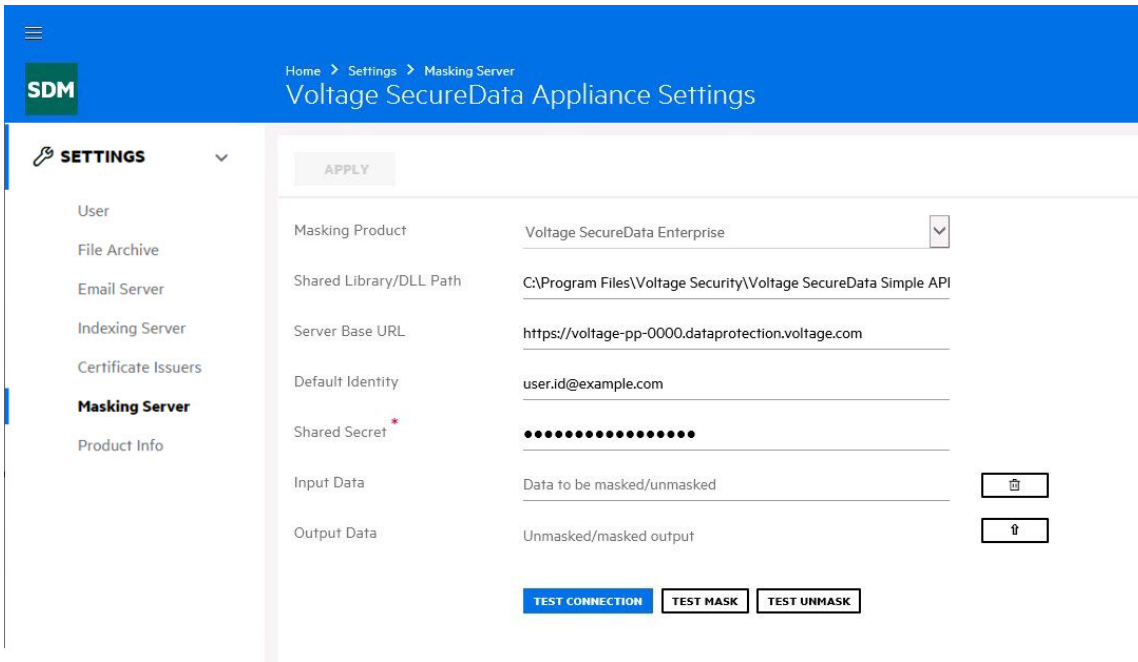 Home > Settings > Masking Server
SDM
Voltage SecureData Appliance Settings
SETTINGS
APPLY
User
File Archive
Email Server
Indexing Server
Certificate Issuers
Masking Server
Product Info
Masking Product
Voltage SecureData Enterprise
Shared Library/DLL Path
C:\Program Files\Voltage Security\Voltage SecureData Simple API
Server Base URL
https://voltage-pp-0000.dataprotection.voltage.com
Default Identity
user.id@example.com
Shared Secret *
•••••••••••••••••
Input Data
Data to be masked/unmasked
Output Data
Unmasked/masked output
TEST CONNECTION
TEST MASK
TEST UNMASK